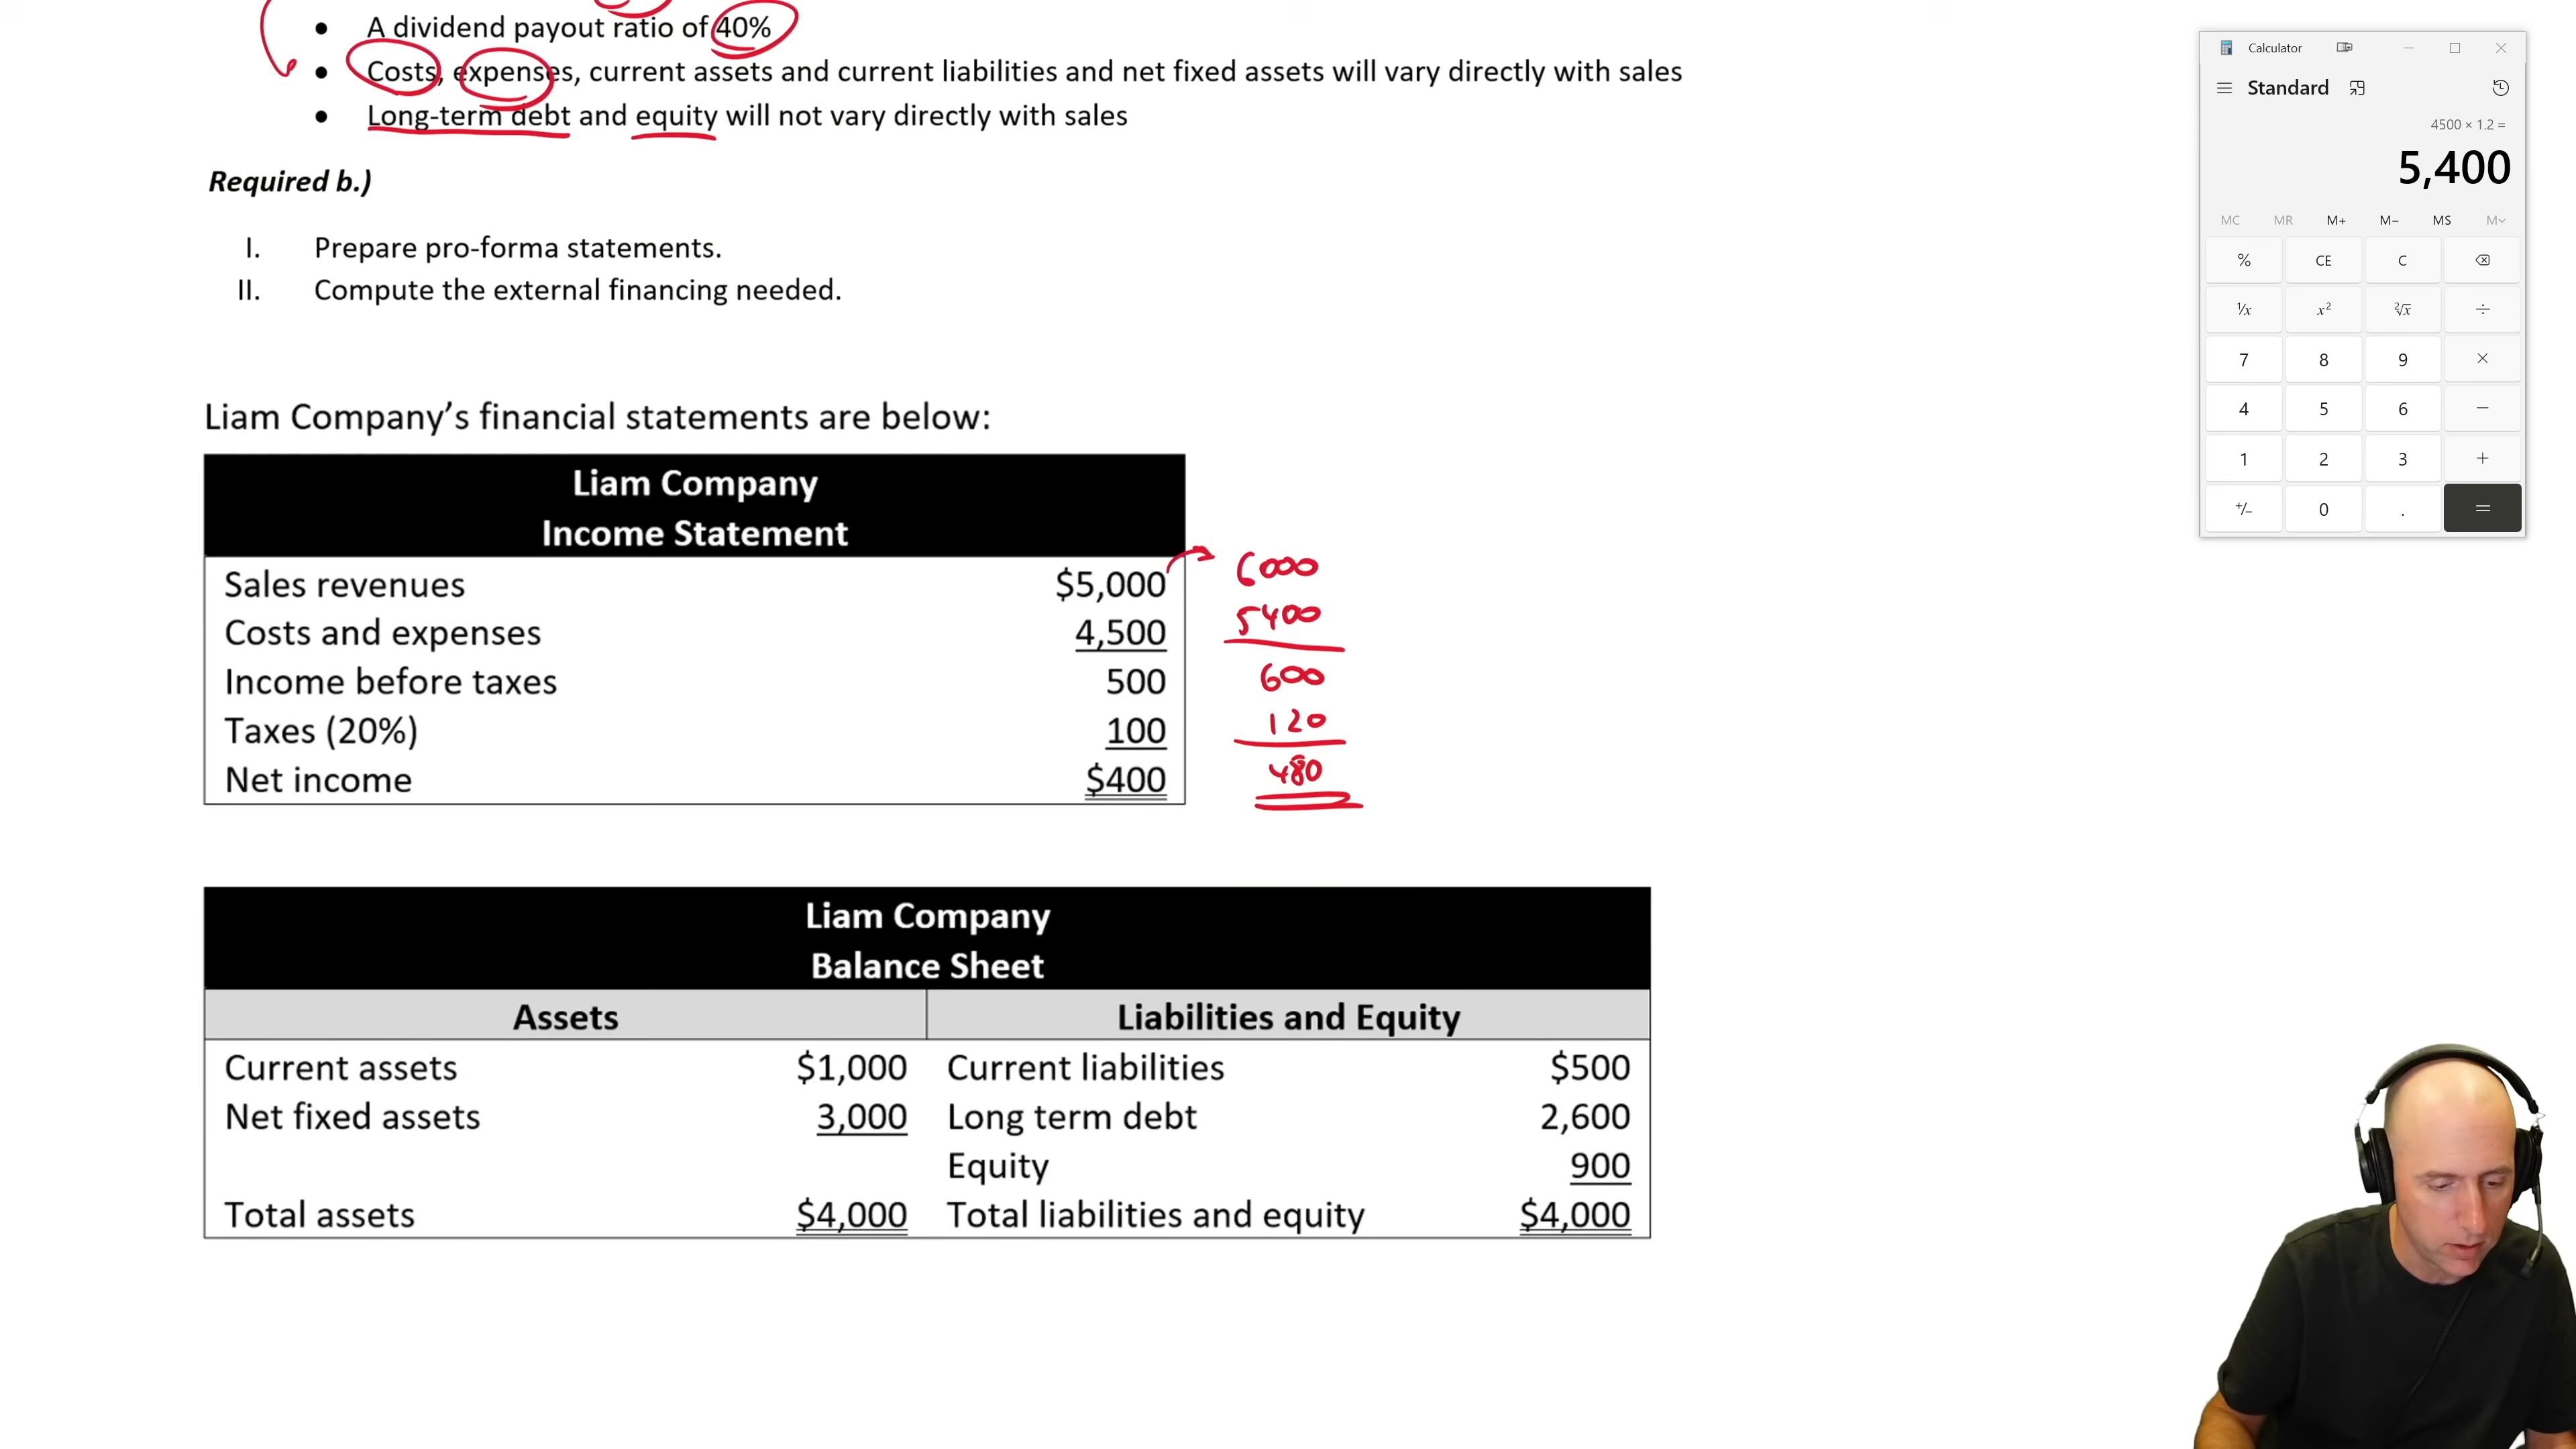 • A dividend payout ratio of 40%
• Costs, expenses, current assets and current liabilities and net fixed assets will vary directly with sales
• Long-term debt and equity will not vary directly with sales
Required b.)
I. Prepare pro-forma statements.
II. Compute the external financing needed.
Liam Company's financial statements are below:
Liam Company
Income Statement
Sales revenues $5,000 6000
Costs and expenses 4,500 5400
Income before taxes 500 600
Taxes (20%) 100 120
Net income $400 480
Liam Company
Balance Sheet
Assets Liabilities and Equity
Current assets $1,000 Current liabilities $500
Net fixed assets 3,000 Long term debt 2,600
Equity 900
Total assets $4,000 Total liabilities and equity $4,000
Calculator
Standard
4500 × 1.2 =
5,400
MC MR M+ M− MS M˅
% CE C
¹/x x² ²√x ÷
7 8 9 ×
4 5 6 −
1 2 3 +
+/− 0 . =